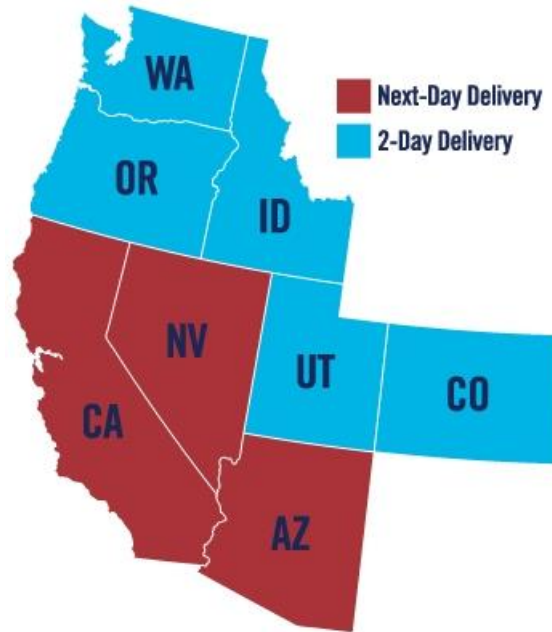 WA
Next-Day Delivery
2-Day Delivery
OR
ID
NV
UT
CO
CA
AZ